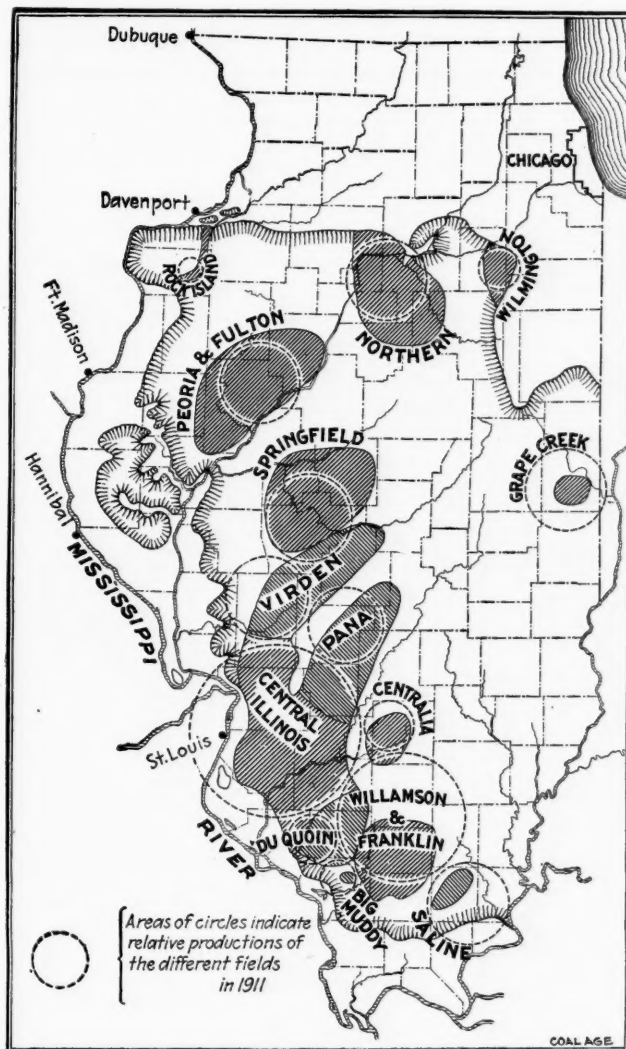 Dubuque
CHICAGO
Davenport
ROCK ISLAND
WILMINGTON
NORTHERN
Ft. Madison
PEORIA & FULTON
SPRINGFIELD
GRAPE CREEK
Hannibal
MISSISSIPPI
VIRDEN
PANA
CENTRAL
ILLINOIS
CENTRALIA
St. Louis
WILLAMSON
&
FRANKLIN
DU QUOIN
RIVER
BIG
MUDDY
SALINE
Areas of circles indicate
relative productions of
the different fields
in 1911
COAL AGE